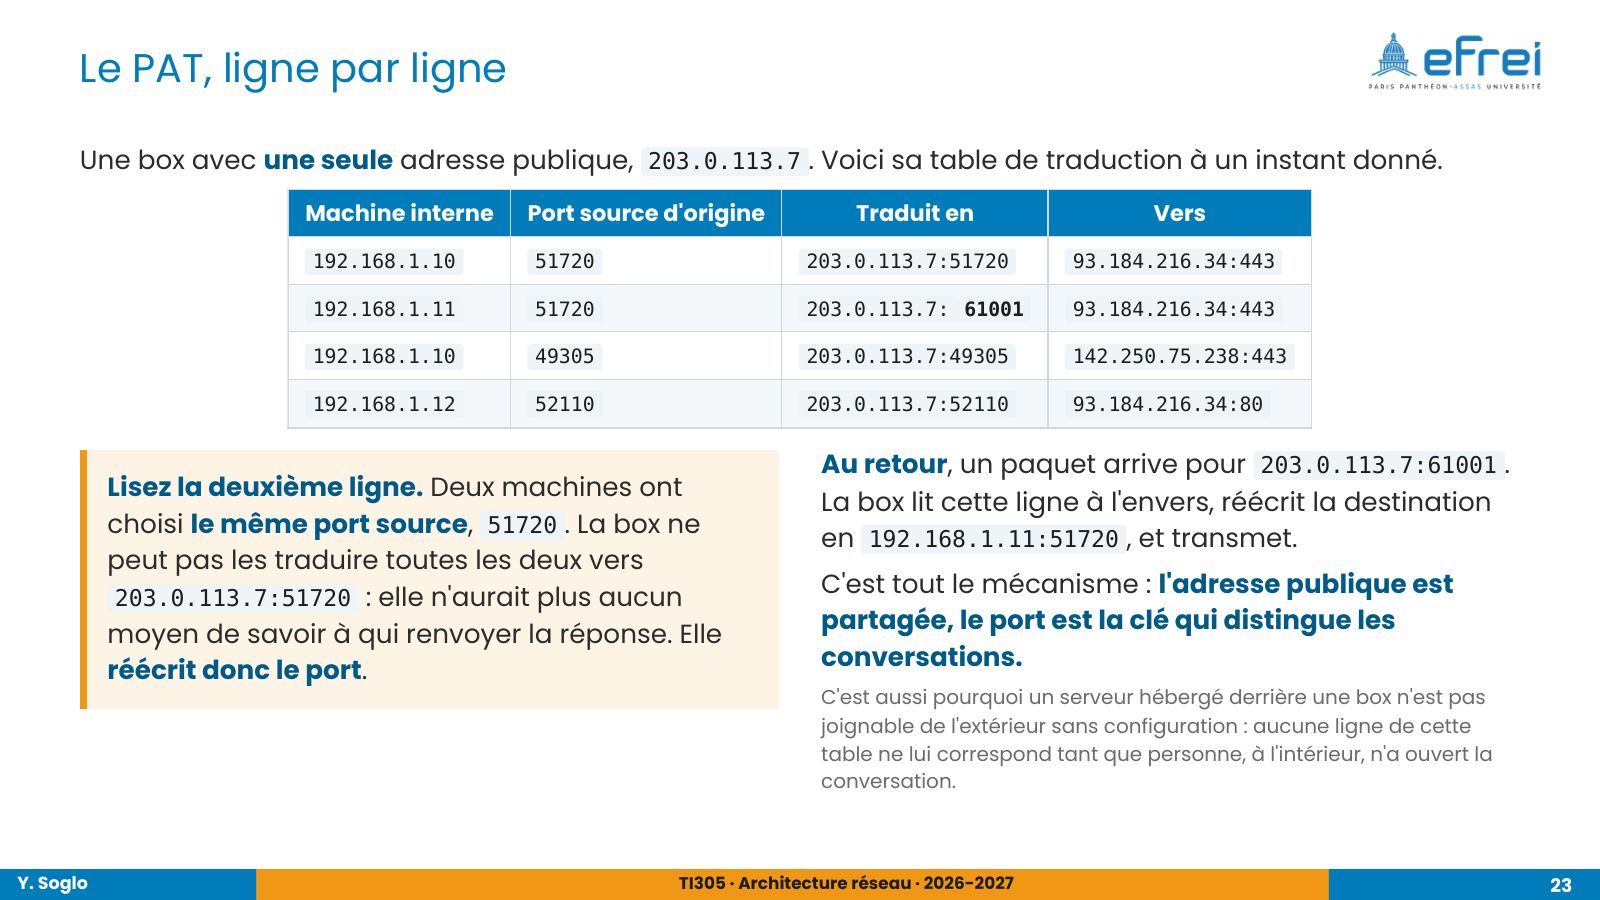 Le PAT, ligne par ligne
efrei
PARIS PANTHÉON-ASSAS UNIVERSITÉ
Une box avec une seule adresse publique, 203.0.113.7. Voici sa table de traduction à un instant donné.
Machine interne Port source d'origine Traduit en Vers
192.168.1.10 51720 203.0.113.7:51720 93.184.216.34:443
192.168.1.11 51720 203.0.113.7: 61001 93.184.216.34:443
192.168.1.10 49305 203.0.113.7:49305 142.250.75.238:443
192.168.1.12 52110 203.0.113.7:52110 93.184.216.34:80
Lisez la deuxième ligne. Deux machines ont
choisi le même port source, 51720. La box ne
peut pas les traduire toutes les deux vers
203.0.113.7:51720 : elle n'aurait plus aucun
moyen de savoir à qui renvoyer la réponse. Elle
réécrit donc le port.
Au retour, un paquet arrive pour 203.0.113.7:61001.
La box lit cette ligne à l'envers, réécrit la destination
en 192.168.1.11:51720, et transmet.
C'est tout le mécanisme : l'adresse publique est
partagée, le port est la clé qui distingue les
conversations.
C'est aussi pourquoi un serveur hébergé derrière une box n'est pas
joignable de l'extérieur sans configuration : aucune ligne de cette
table ne lui correspond tant que personne, à l'intérieur, n'a ouvert la
conversation.
Y. Soglo
TI305 · Architecture réseau · 2026-2027
23